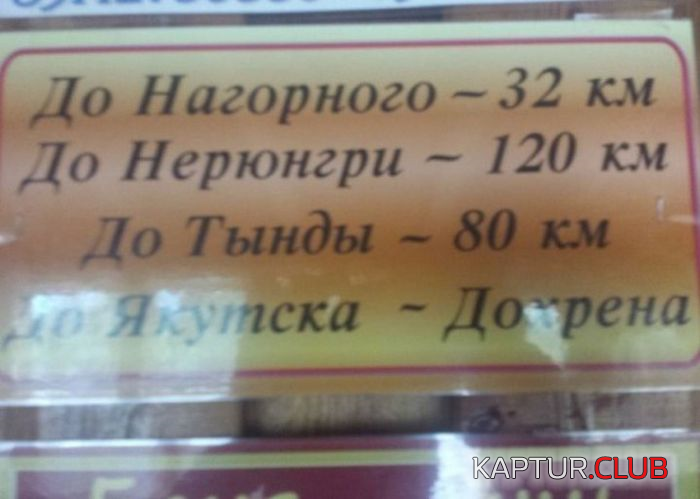 До Нагорного ~ 32 км
До Нерюнгри ~ 120 км
До Тынды ~ 80 км
До Якутска ~ Дохрена
KAPTUR.CLUB